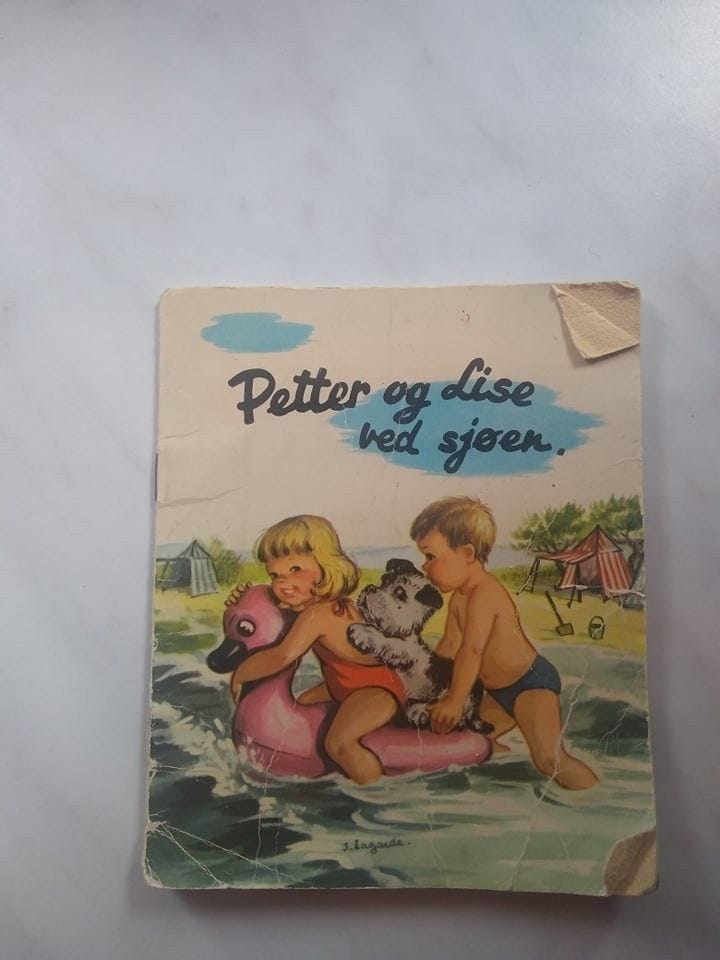 Petter og Lise
ved sjøen.
J. Lagarde.